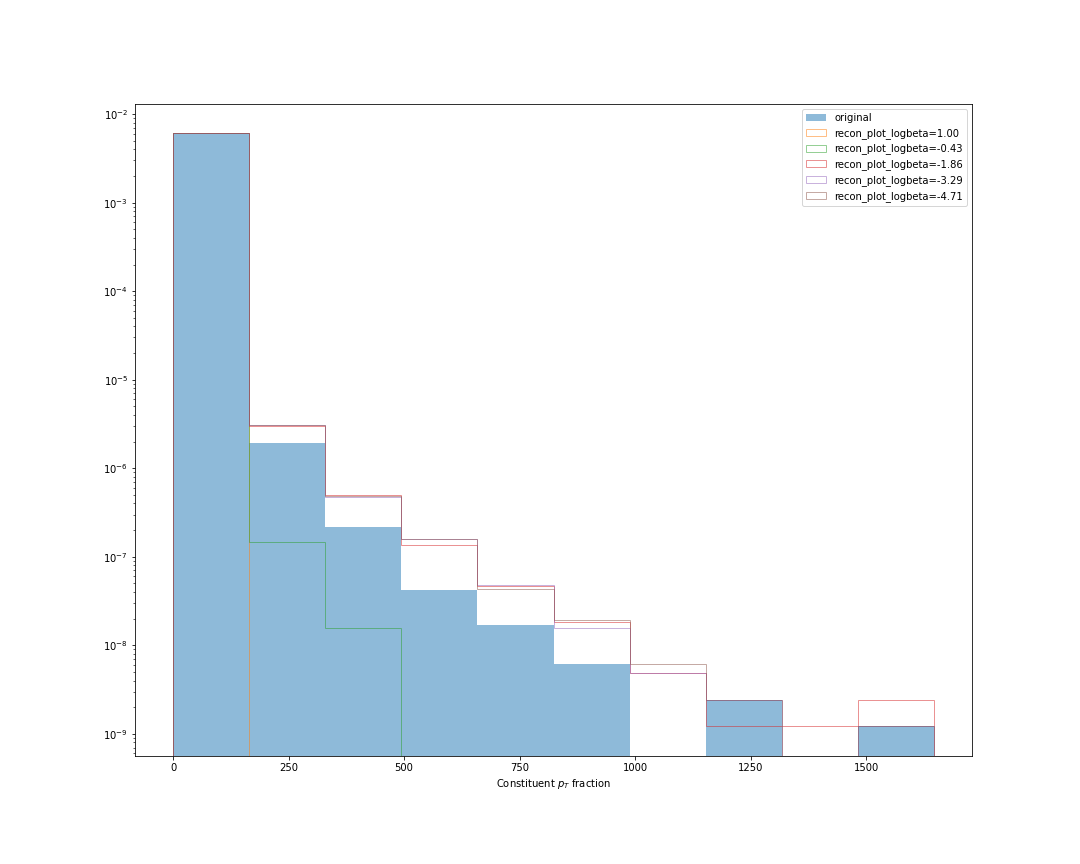 original
recon_plot_logbeta=1.00
recon_plot_logbeta=-0.43
recon_plot_logbeta=-1.86
recon_plot_logbeta=-3.29
recon_plot_logbeta=-4.71
10⁻²
10⁻³
10⁻⁴
10⁻⁵
10⁻⁶
10⁻⁷
10⁻⁸
10⁻⁹
0 250 500 750 1000 1250 1500
Constituent p_T fraction